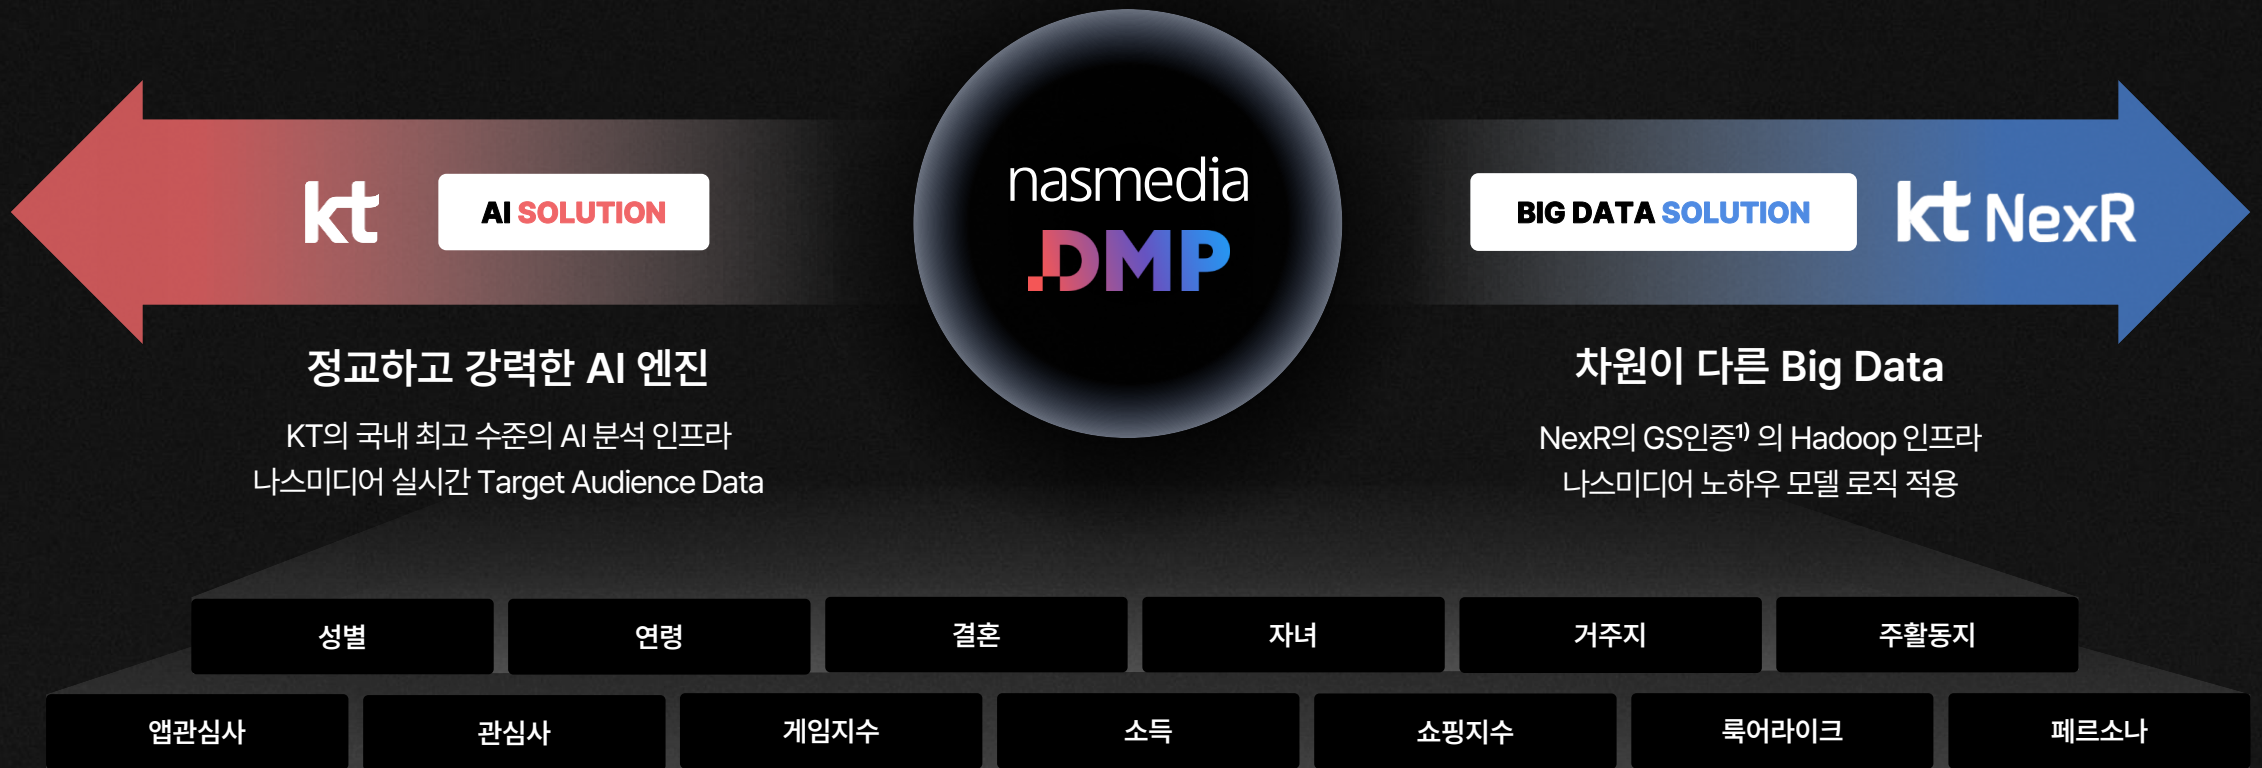 nasmedia
DMP
kt
AI SOLUTION
정교하고 강력한 AI 엔진
KT의 국내 최고 수준의 AI 분석 인프라
나스미디어 실시간 Target Audience Data
BIG DATA SOLUTION
kt NexR
차원이 다른 Big Data
NexR의 GS인증¹⁾ 의 Hadoop 인프라
나스미디어 노하우 모델 로직 적용
성별
연령
결혼
자녀
거주지
주활동지
앱관심사
관심사
게임지수
소득
쇼핑지수
룩어라이크
페르소나